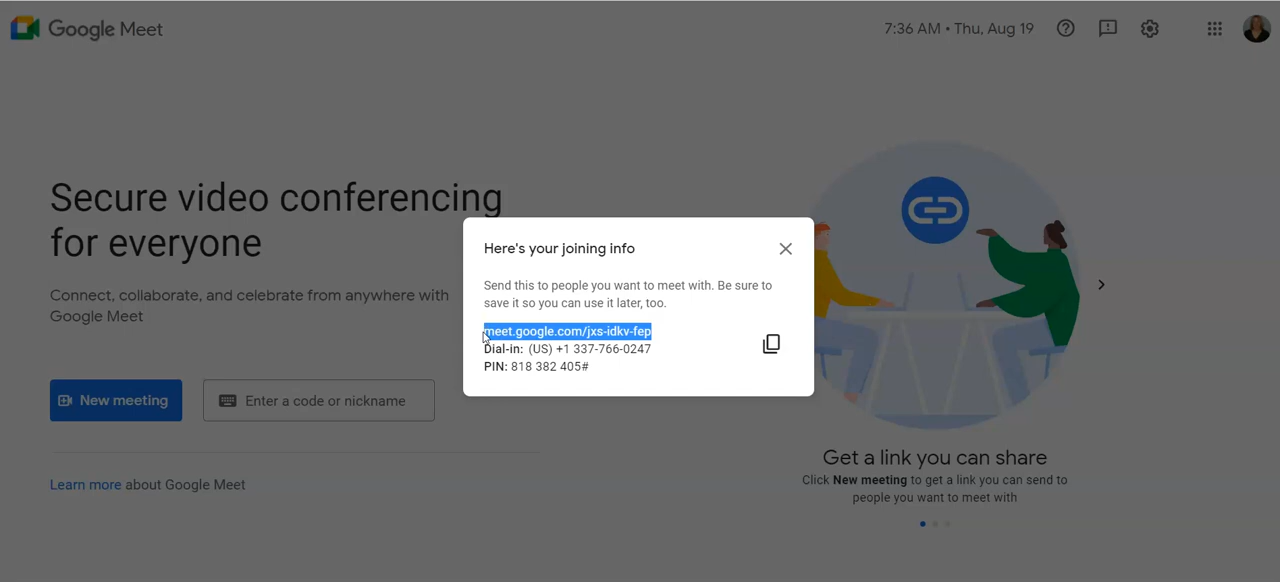 Google Meet
7:36 AM • Thu, Aug 19
Secure video conferencing
for everyone
Connect, collaborate, and celebrate from anywhere with
Google Meet
New meeting
Enter a code or nickname
Learn more about Google Meet
Here's your joining info
Send this to people you want to meet with. Be sure to
save it so you can use it later, too.
meet.google.com/jxs-idkv-fep
Dial-in: (US) +1 337-766-0247
PIN: 818 382 405#
Get a link you can share
Click New meeting to get a link you can send to
people you want to meet with